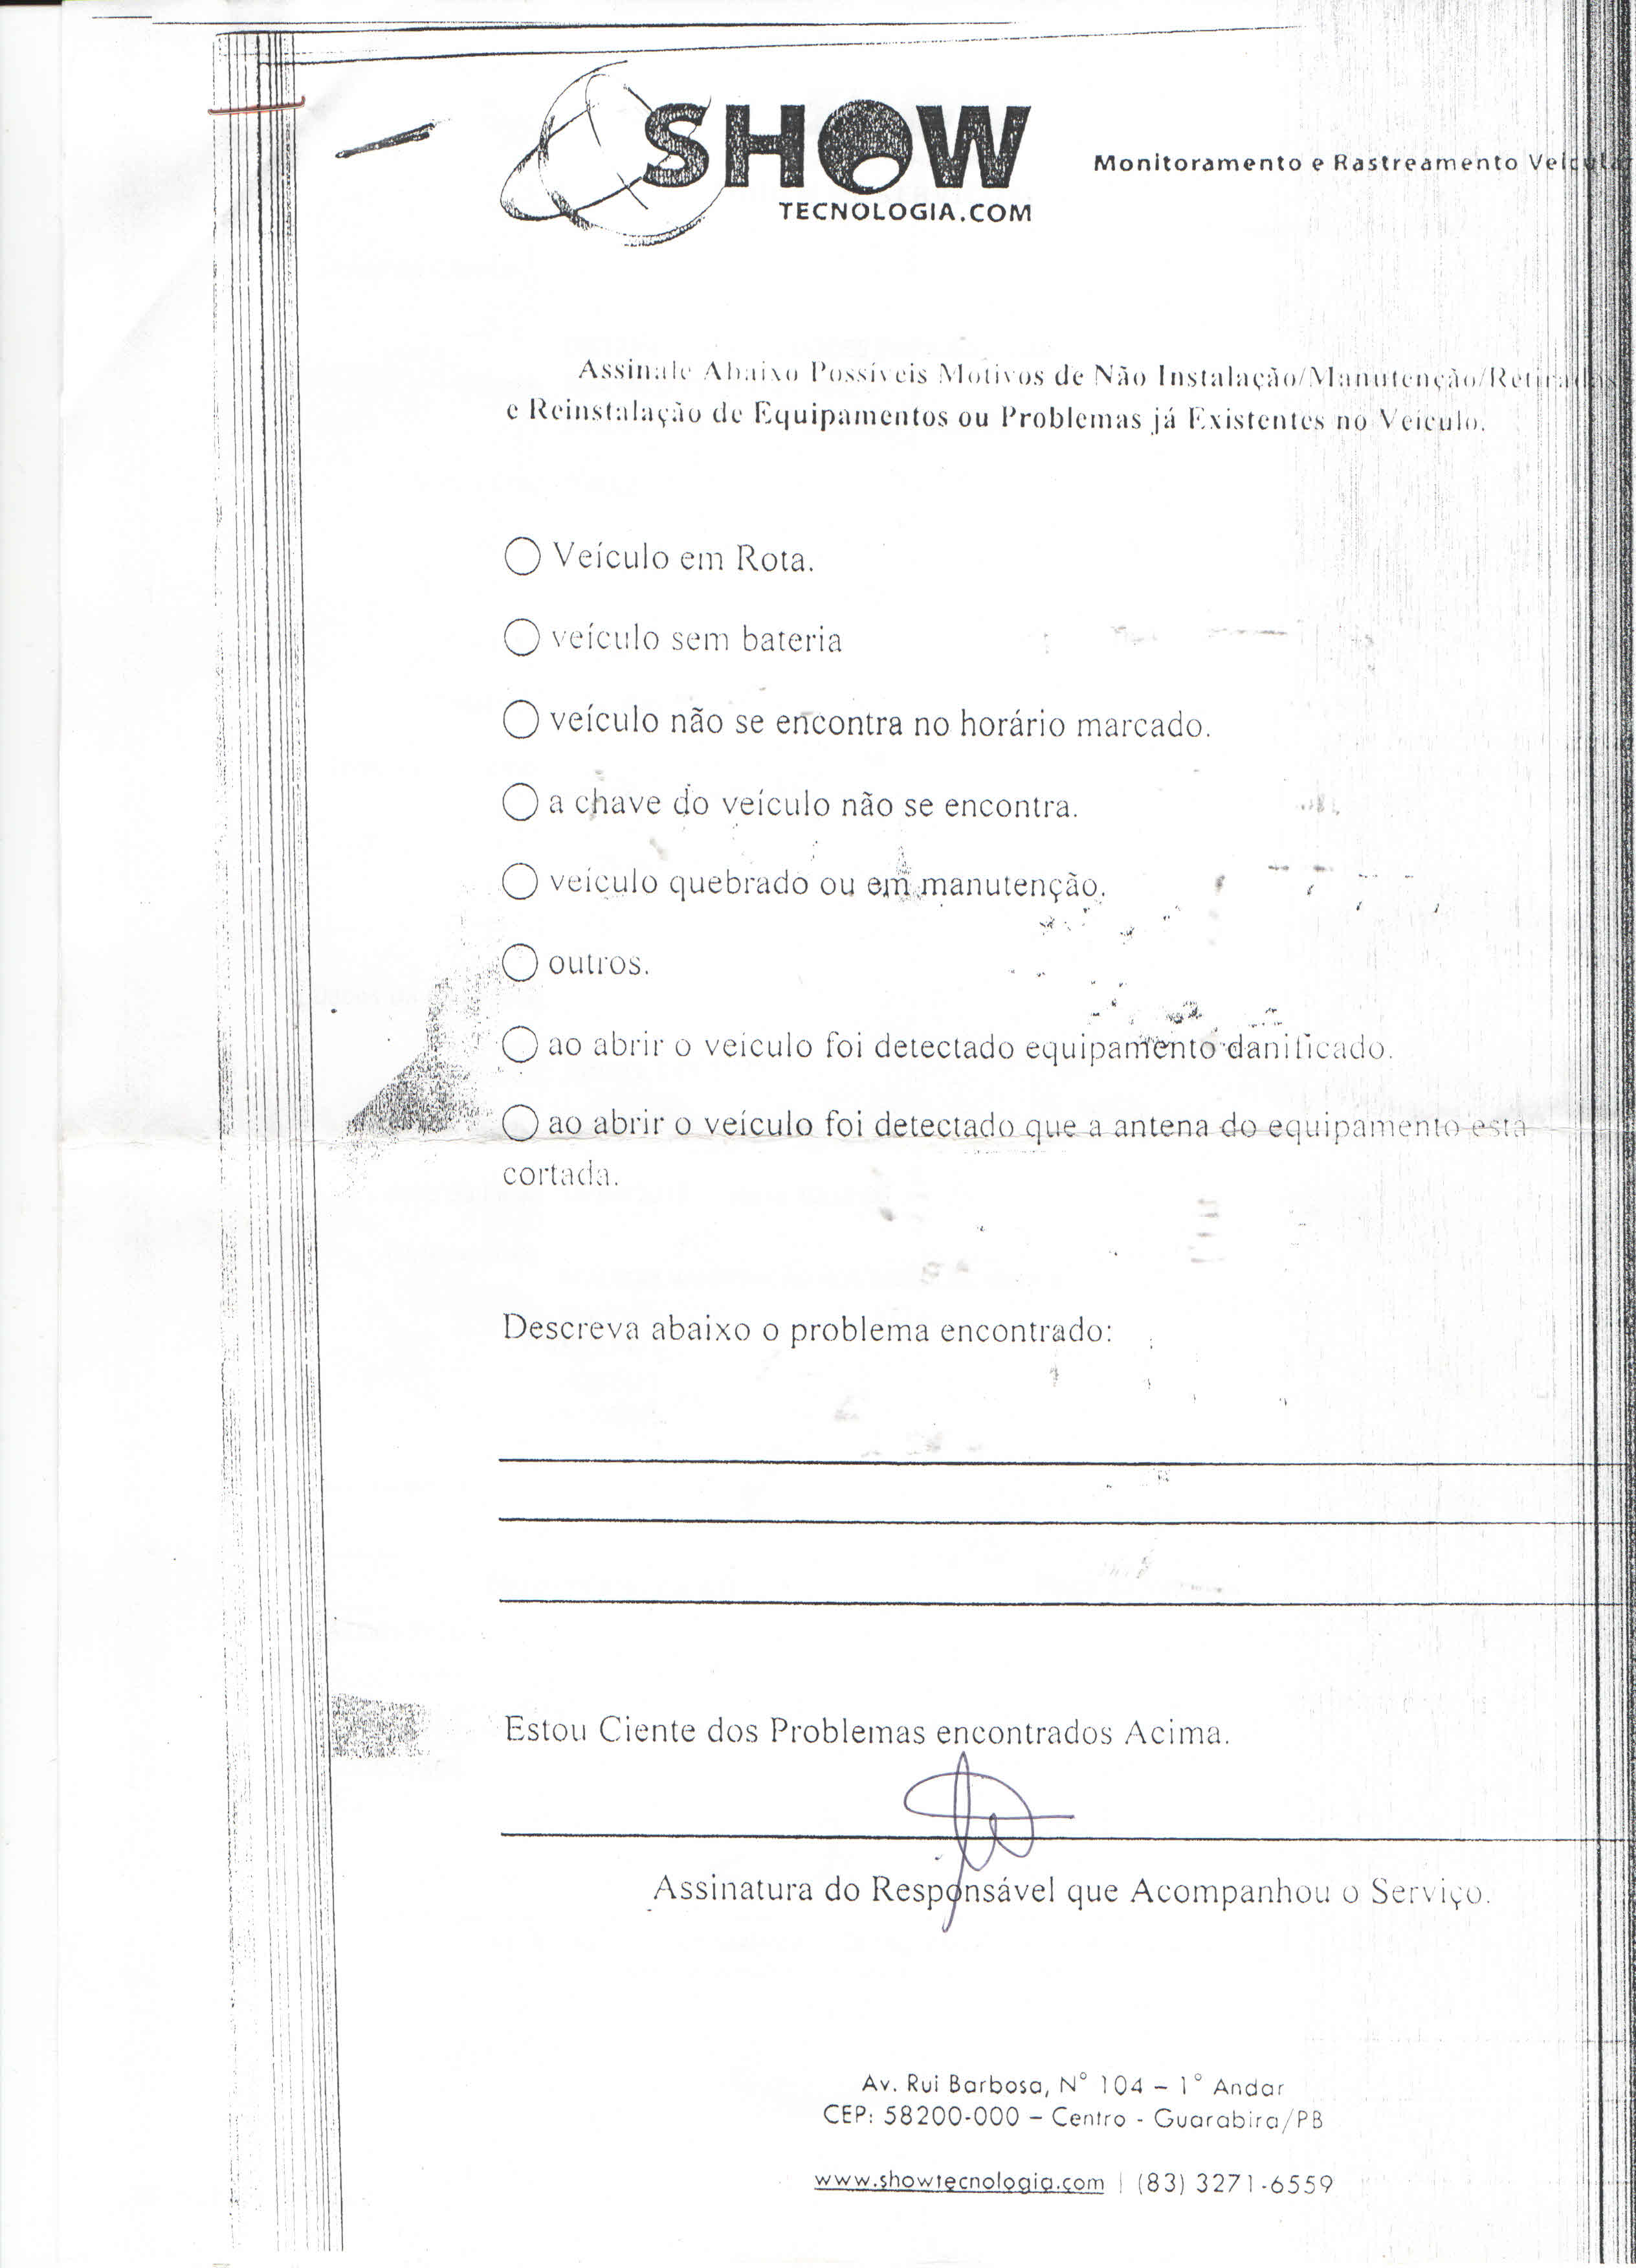 SHOW
TECNOLOGIA.COM
Monitoramento e Rastreamento Veicular
Assinale Abaixo Possíveis Motivos de Não Instalação/Manutenção/Retiradas
e Reinstalação de Equipamentos ou Problemas já Existentes no Veiculo.
Veículo em Rota.
veículo sem bateria
veículo não se encontra no horário marcado.
a chave do veículo não se encontra.
veículo quebrado ou em manutenção.
outros.
ao abrir o veiculo foi detectado equipamento danificado.
ao abrir o veículo foi detectado que a antena do equipamento esta
cortada.
Descreva abaixo o problema encontrado:
Estou Ciente dos Problemas encontrados Acima.
Assinatura do Responsável que Acompanhou o Serviço.
Av. Rui Barbosa, N° 104 – 1° Andar
CEP: 58200-000 – Centro - Guarabira/PB
www.showtecnologia.com | (83) 3271-6559